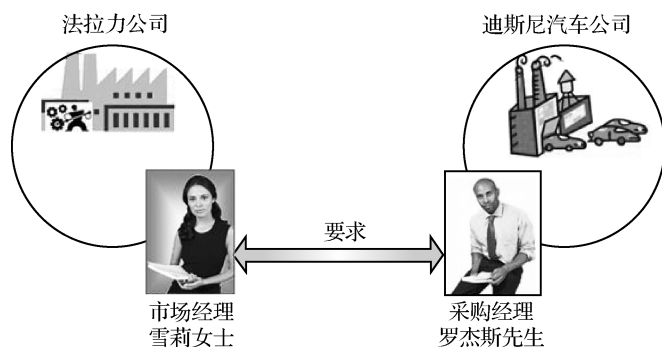 法拉力公司
迪斯尼汽车公司
要求
市场经理
雪莉女士
采购经理
罗杰斯先生